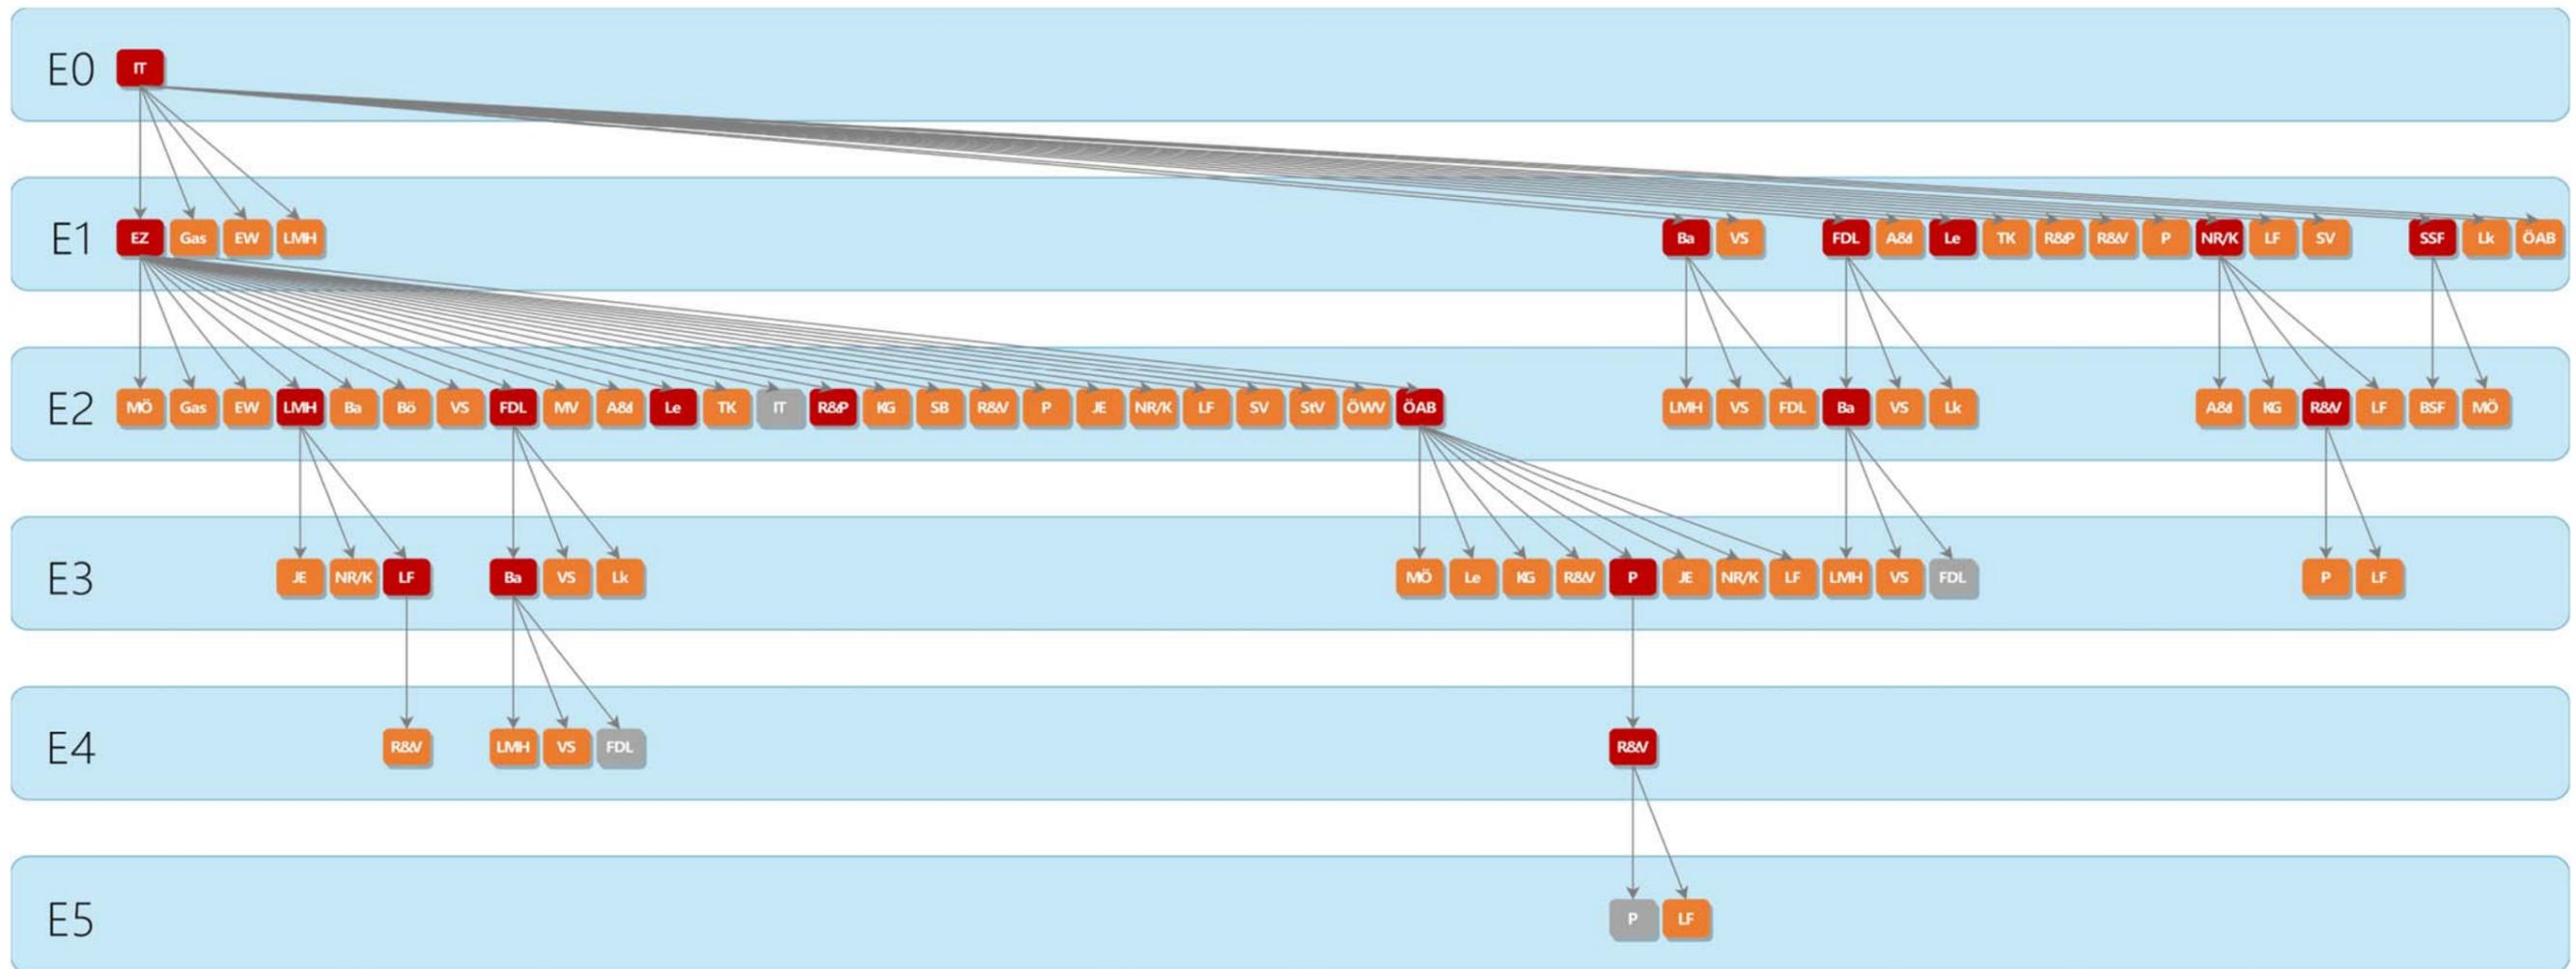 E0 IT
E1 EZ Gas EW LMH Ba VS FDL A&I Le TK R&P R&V P NR/K LF SV SSF Lk ÖAB
E2 MÖ Gas EW LMH Ba Bö VS FDL MV A&I Le TK IT R&P KG SB R&V P JE NR/K LF SV StV ÖWV ÖAB LMH VS FDL Ba VS Lk A&I KG R&V LF BSF MÖ
E3 JE NR/K LF Ba VS Lk MÖ Le KG R&V P JE NR/K LF LMH VS FDL P LF
E4 R&V LMH VS FDL R&V
E5 P LF